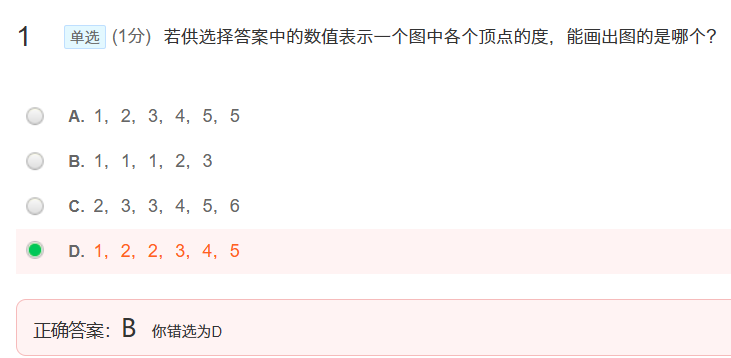 1 单选 (1分) 若供选择答案中的数值表示一个图中各个顶点的度，能画出图的是哪个?
A. 1，2，3，4，5，5
B. 1，1，1，2，3
C. 2，3，3，4，5，6
D. 1，2，2，3，4，5
正确答案：B 你错选为D